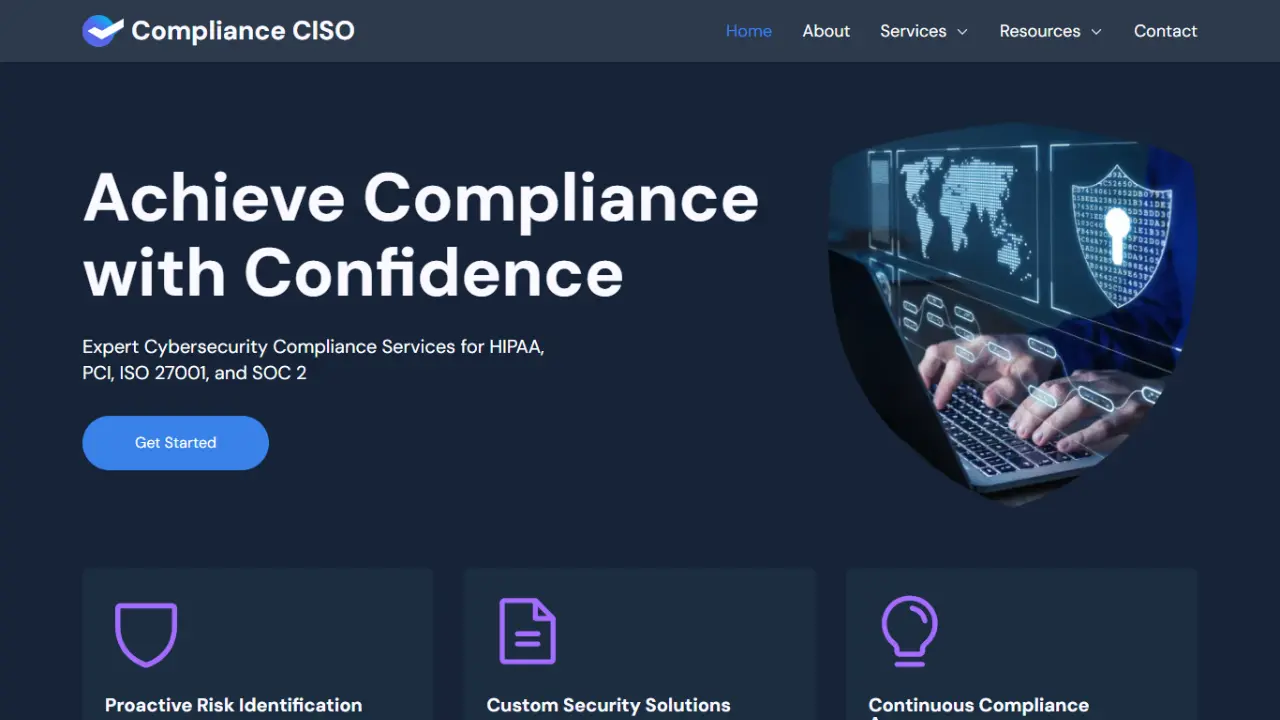 Compliance CISO
Home About Services Resources Contact
Achieve Compliance
with Confidence
Expert Cybersecurity Compliance Services for HIPAA,
PCI, ISO 27001, and SOC 2
Get Started
Proactive Risk Identification
Custom Security Solutions
Continuous Compliance